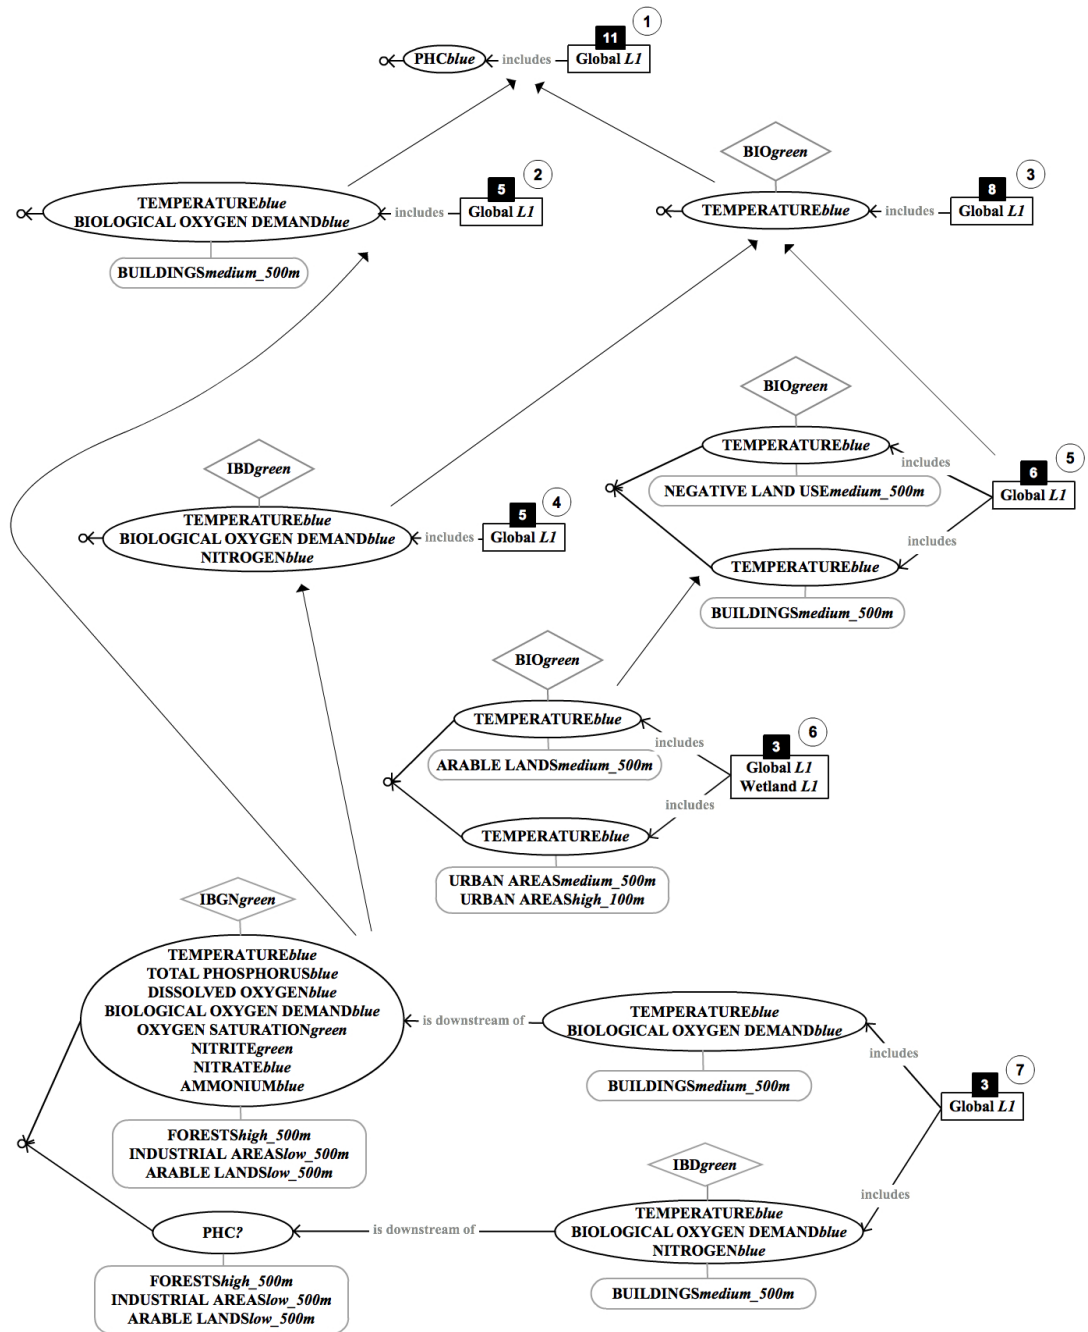 1
11
PHCblue
includes
Global L1
BIOgreen
2
5
TEMPERATUREblue
BIOLOGICAL OXYGEN DEMANDblue
includes
Global L1
BUILDINGSmedium_500m
3
8
TEMPERATUREblue
includes
Global L1
BIOgreen
TEMPERATUREblue
includes
NEGATIVE LAND USEmedium_500m
5
6
Global L1
includes
TEMPERATUREblue
BUILDINGSmedium_500m
IBDgreen
4
5
TEMPERATUREblue
BIOLOGICAL OXYGEN DEMANDblue
NITROGENblue
includes
Global L1
BIOgreen
TEMPERATUREblue
includes
ARABLE LANDSmedium_500m
6
3
Global L1
Wetland L1
includes
TEMPERATUREblue
URBAN AREASmedium_500m
URBAN AREAShigh_100m
IBGNgreen
TEMPERATUREblue
TOTAL PHOSPHORUSblue
DISSOLVED OXYGENblue
BIOLOGICAL OXYGEN DEMANDblue
OXYGEN SATURATIONgreen
NITRITEgreen
NITRATEblue
AMMONIUMblue
is downstream of
TEMPERATUREblue
BIOLOGICAL OXYGEN DEMANDblue
includes
BUILDINGSmedium_500m
7
3
Global L1
FORESTShigh_500m
INDUSTRIAL AREASlow_500m
ARABLE LANDSlow_500m
IBDgreen
includes
PHC?
is downstream of
TEMPERATUREblue
BIOLOGICAL OXYGEN DEMANDblue
NITROGENblue
FORESTShigh_500m
INDUSTRIAL AREASlow_500m
ARABLE LANDSlow_500m
BUILDINGSmedium_500m